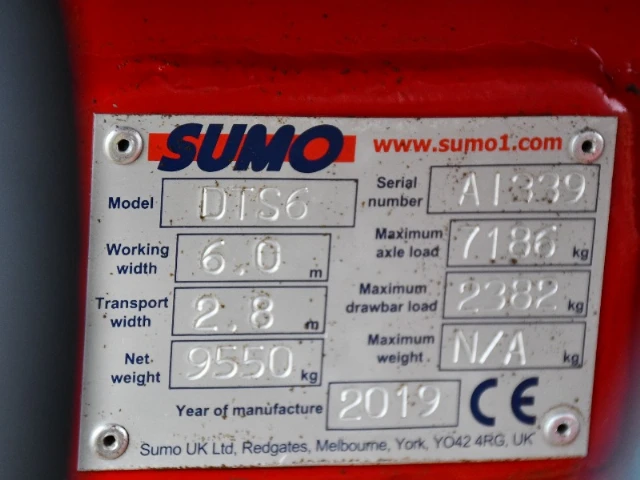 SUMO www.sumo1.com
Model DTS6 Serial number A1339
Working width 6.0 m Maximum axle load 7186 kg
Transport width 2.8 m Maximum drawbar load 2382 kg
Net weight 9550 kg Maximum weight N/A kg
Year of manufacture 2019 CE
Sumo UK Ltd, Redgates, Melbourne, York, YO42 4RG, UK